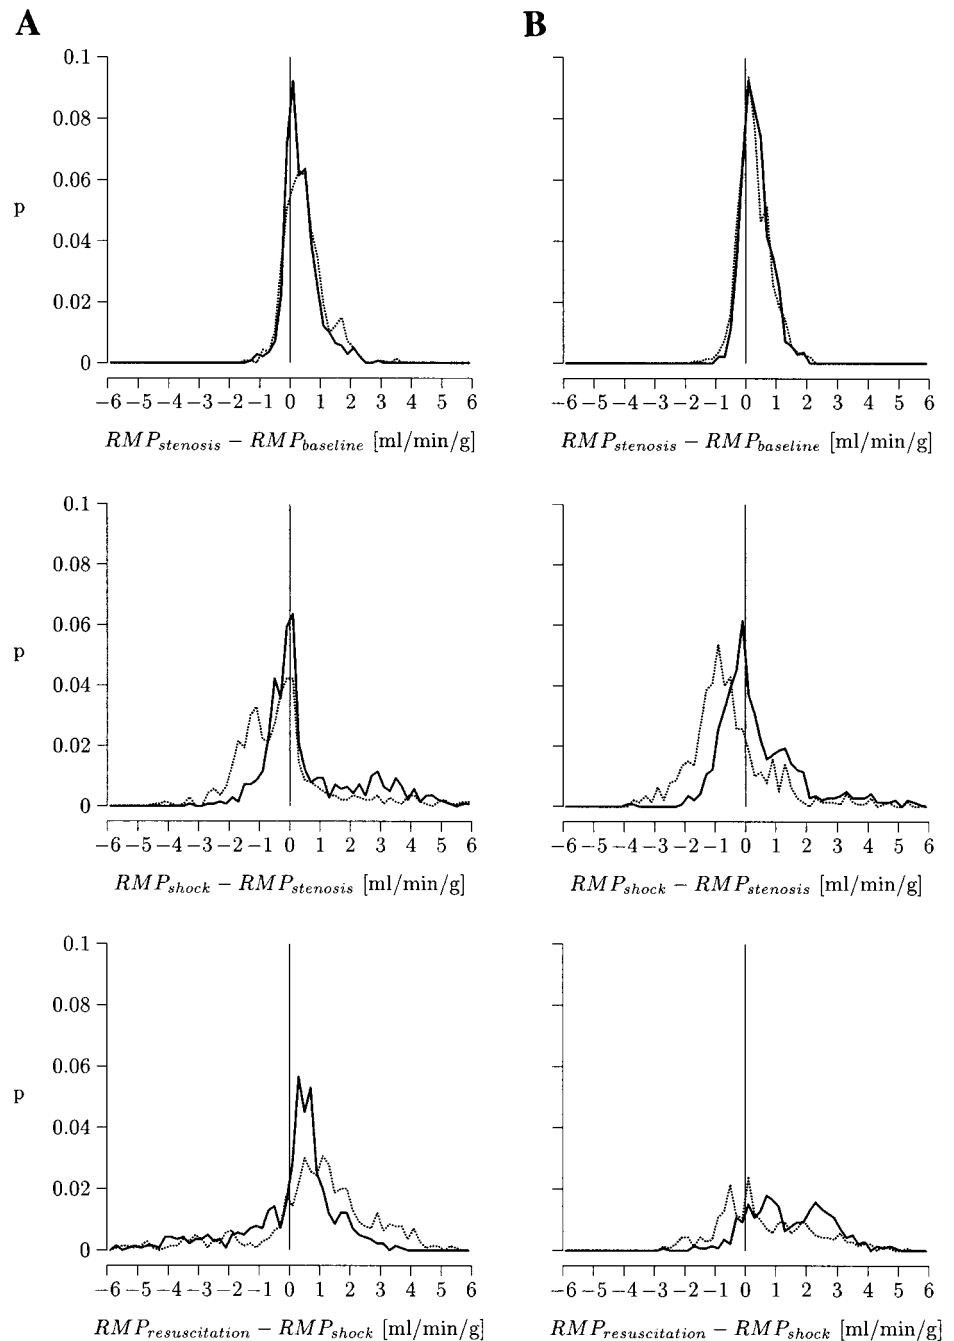 A
B
0.1
0.08
0.06
0.04
0.02
0
p
−6 −5 −4 −3 −2 −1 0 1 2 3 4 5 6
−6 −5 −4 −3 −2 −1 0 1 2 3 4 5 6
RMP_stenosis − RMP_baseline [ml/min/g]
RMP_stenosis − RMP_baseline [ml/min/g]
0.1
0.08
0.06
0.04
0.02
0
p
−6 −5 −4 −3 −2 −1 0 1 2 3 4 5 6
−6 −5 −4 −3 −2 −1 0 1 2 3 4 5 6
RMP_shock − RMP_stenosis [ml/min/g]
RMP_shock − RMP_stenosis [ml/min/g]
0.1
0.08
0.06
0.04
0.02
0
p
−6 −5 −4 −3 −2 −1 0 1 2 3 4 5 6
−6 −5 −4 −3 −2 −1 0 1 2 3 4 5 6
RMP_resuscitation − RMP_shock [ml/min/g]
RMP_resuscitation − RMP_shock [ml/min/g]